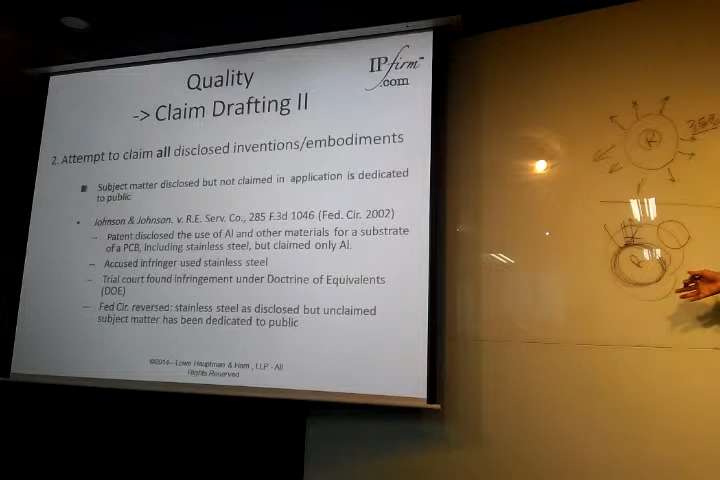 Quality
-> Claim Drafting II
IPfirm™
.com
2. Attempt to claim all disclosed inventions/embodiments
Subject matter disclosed but not claimed in application is dedicated
to public
Johnson & Johnson. v. R.E. Serv. Co., 285 F.3d 1046 (Fed. Cir. 2002)
– Patent disclosed the use of Al and other materials for a substrate
of a PCB, including stainless steel, but claimed only Al.
– Accused infringer used stainless steel
– Trial court found infringement under Doctrine of Equivalents
(DOE)
– Fed Cir. reversed: stainless steel as disclosed but unclaimed
subject matter has been dedicated to public
©2014—Lowe Hauptman & Ham , LLP - All
Rights Reserved
R
R